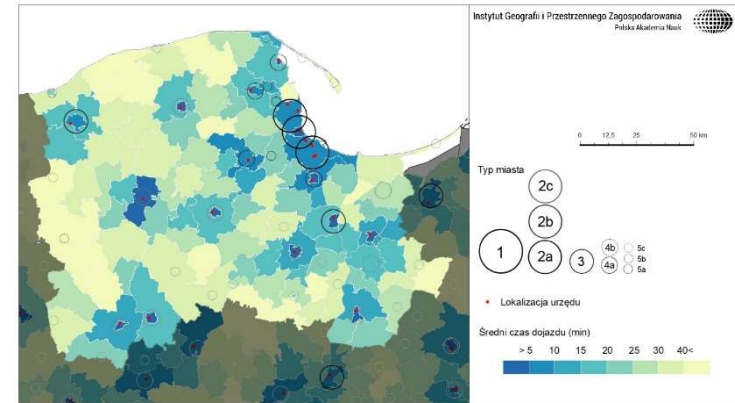 Instytut Geografii i Przestrzennego Zagospodarowania
Polska Akademia Nauk
0 12,5 25 50 km
Typ miasta
2c
2b
1 2a 3
4b 5c
5b
4a 5a
Lokalizacja urzędu
Średni czas dojazdu (min)
> 5 10 15 20 25 30 40<